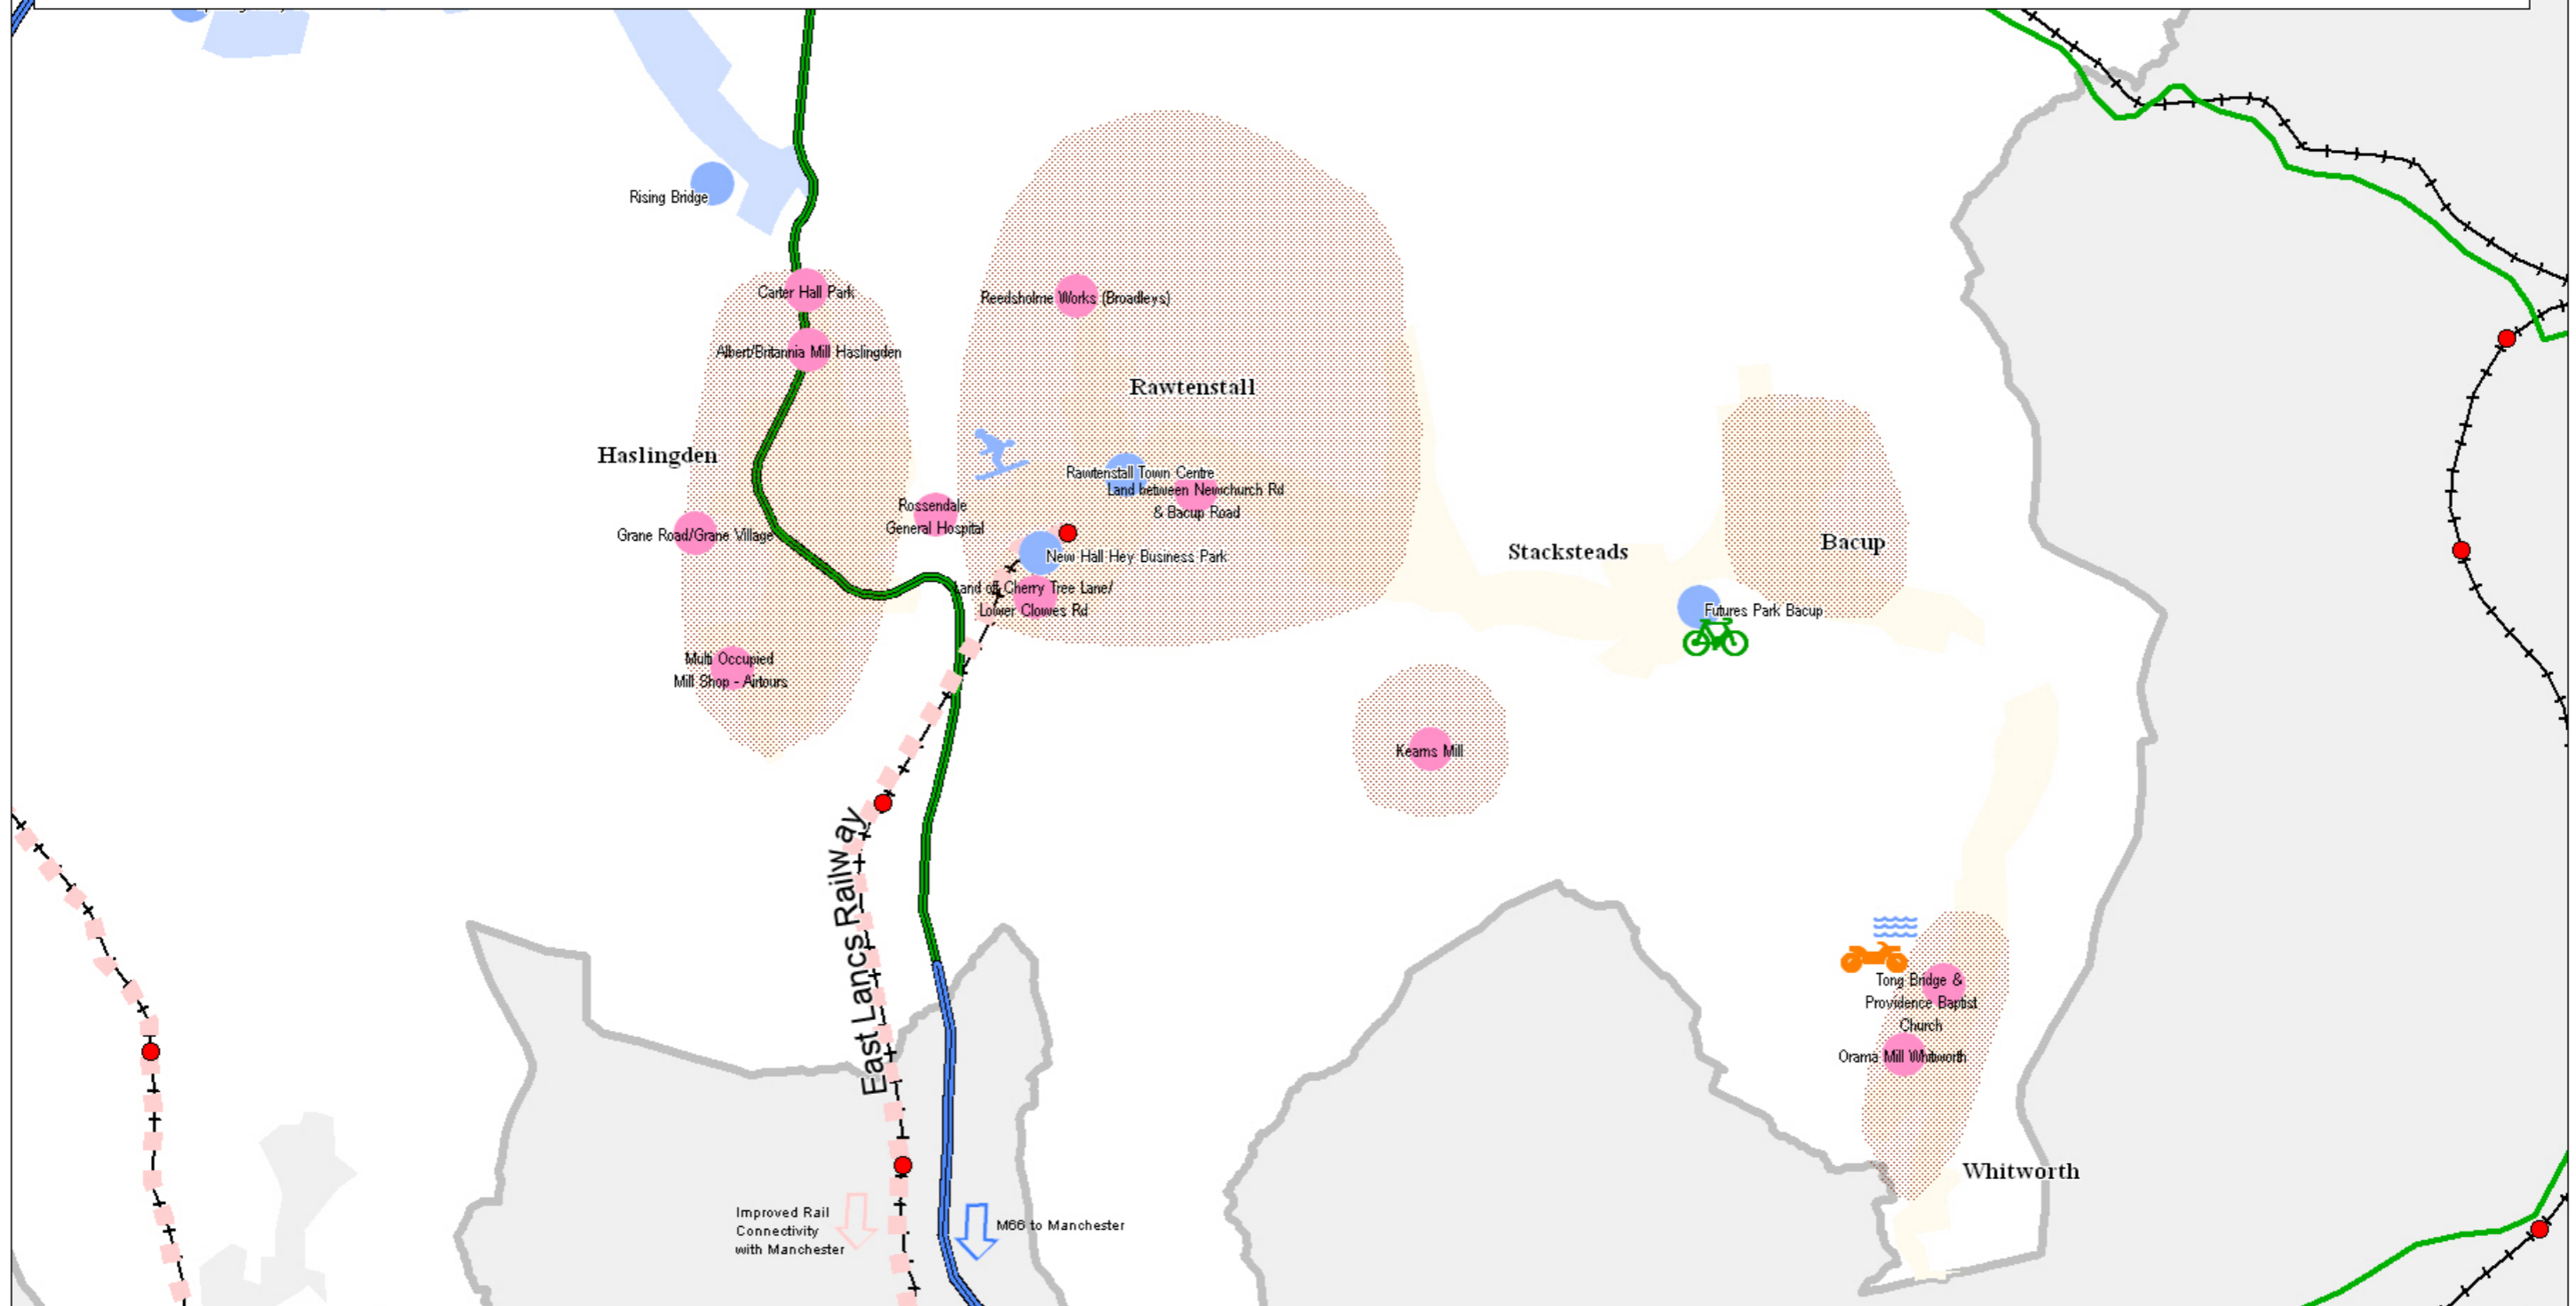 Rising Bridge
Carter Hall Park
Reedsholme Works (Broadleys)
Albert/Britannia Mill Haslingden
Rawtenstall
Haslingden
Rawtenstall Town Centre
Land between Newchurch Rd
& Bacup Road
Rossendale
General Hospital
Grane Road/Grane Village
New Hall Hey Business Park
Stacksteads
Bacup
Land off Cherry Tree Lane/
Lower Clowes Rd
Futures Park Bacup
Multi Occupied
Mill Shop - Airtours
Kearns Mill
East Lancs Railway
Tong Bridge &
Providence Baptist
Church
Orama Mill Whitworth
Whitworth
Improved Rail
Connectivity
with Manchester
M66 to Manchester